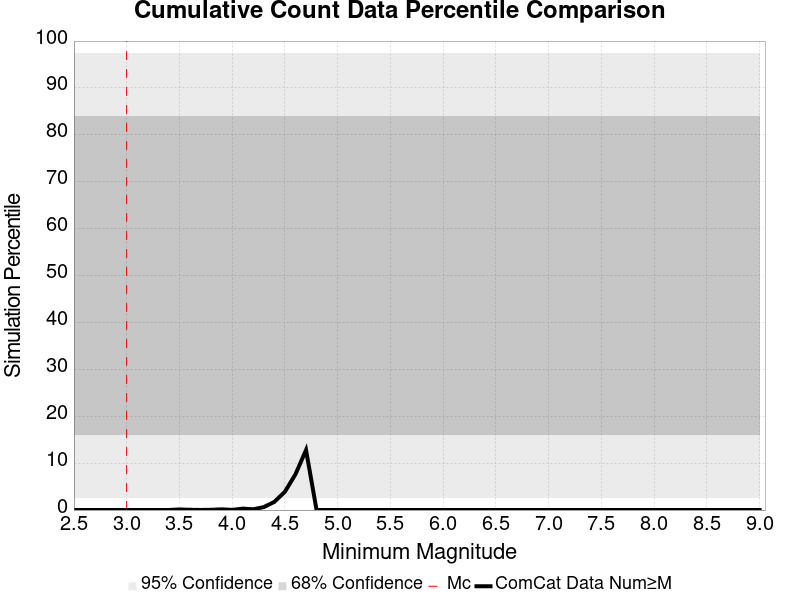 Cumulative Count Data Percentile Comparison
100
90
80
70
60
50
40
30
20
10
0
Simulation Percentile
2.5 3.0 3.5 4.0 4.5 5.0 5.5 6.0 6.5 7.0 7.5 8.0 8.5 9.0
Minimum Magnitude
95% Confidence 68% Confidence Mc ComCat Data Num≥M